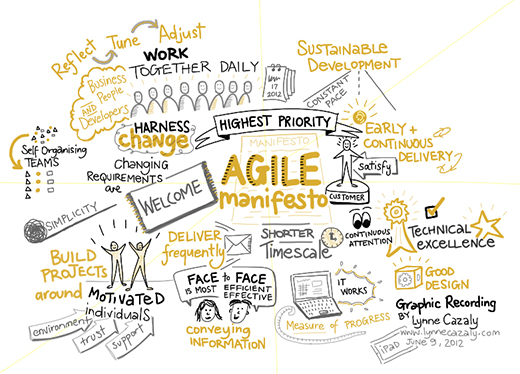 Reflect
Tune
Adjust
WORK
TOGETHER DAILY
Business
People
AND
Developers
17
2012
SUSTAINABLE
DEVELOPMENT
CONSTANT
PACE
HIGHEST PRIORITY
HARNESS
change
CHANGING
REQUIREMENTS
are
WELCOME
MANIFESTO
AGILE
manifesto
EARLY +
CONTINUOUS
DELIVERY
satisfy
CUSTOMER
Self Organising
TEAMS
SIMPLICITY
BUILD
PROJECTS
around
MOTIVATED
individuals
environment
trust
support
DELIVER
frequently
SHORTER
Timescale
CONTINUOUS
ATTENTION
TECHNICAL
excellence
GOOD
DESIGN
FACE to FACE
IS MOST EFFICIENT
EFFECTIVE
conveying
INFORMATION
IT
WORKS
Measure of PROGRESS
Graphic Recording
BY Lynne Cazaly
www.lynnecazaly.com
iPad JUNE 9, 2012